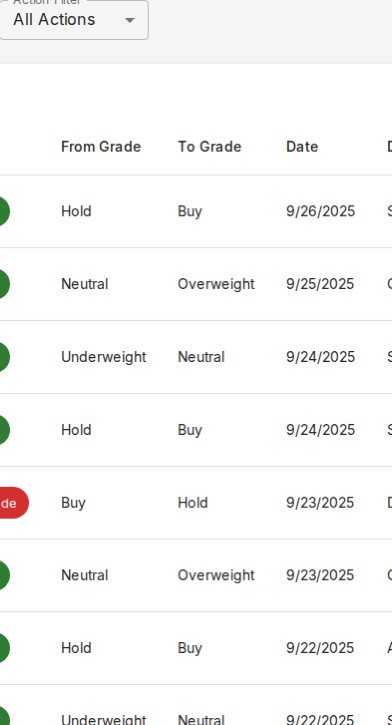 Action Filter
All Actions
From Grade To Grade Date
Hold Buy 9/26/2025
Neutral Overweight 9/25/2025
Underweight Neutral 9/24/2025
Hold Buy 9/24/2025
de Buy Hold 9/23/2025
Neutral Overweight 9/23/2025
Hold Buy 9/22/2025
Underweight Neutral 9/22/2025